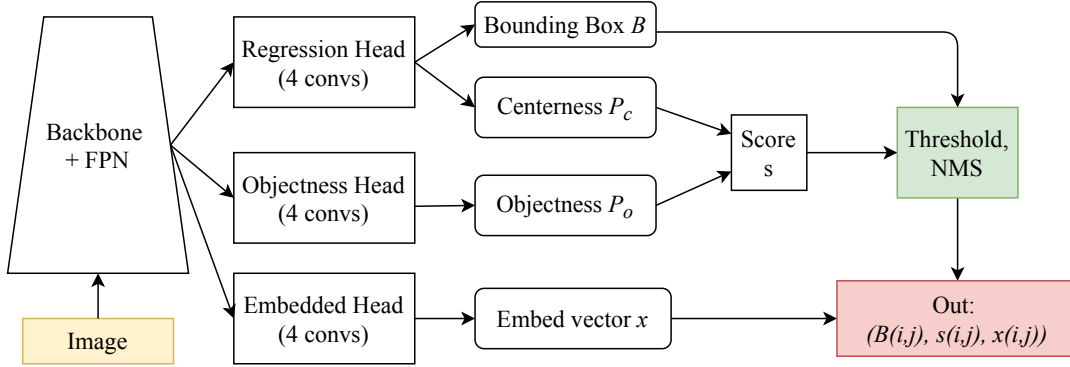 Backbone
+ FPN
Image
Regression Head
(4 convs)
Objectness Head
(4 convs)
Embedded Head
(4 convs)
Bounding Box B
Centerness P_c
Objectness P_o
Embed vector x
Score
s
Threshold,
NMS
Out:
(B(i,j), s(i,j), x(i,j))